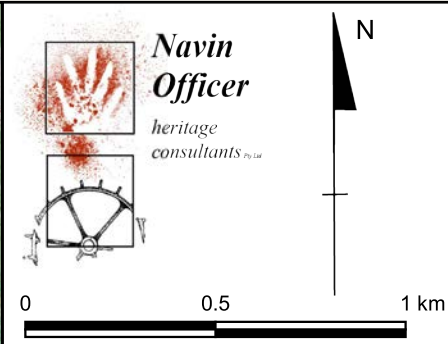 Navin
Officer
heritage
consultants Pty Ltd
N
0 0.5 1 km